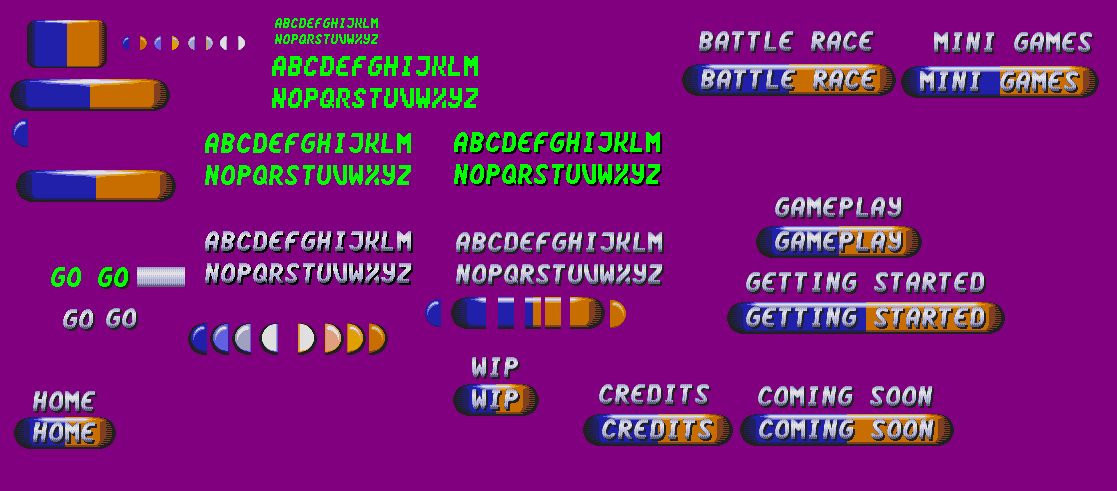 ABCDEFGHIJKLM
NOPQRSTUVWXYZ
ABCDEFGHIJKLM
NOPQRSTUVWXYZ
BATTLE RACE
MINI GAMES
BATTLE RACE
MINI GAMES
ABCDEFGHIJKLM
NOPQRSTUVWXYZ
ABCDEFGHIJKLM
NOPQRSTUVWXYZ
GAMEPLAY
GAMEPLAY
ABCDEFGHIJKLM
NOPQRSTUVWXYZ
ABCDEFGHIJKLM
NOPQRSTUVWXYZ
GO GO
GO GO
GETTING STARTED
GETTING STARTED
WIP
WIP
HOME
HOME
CREDITS
CREDITS
COMING SOON
COMING SOON